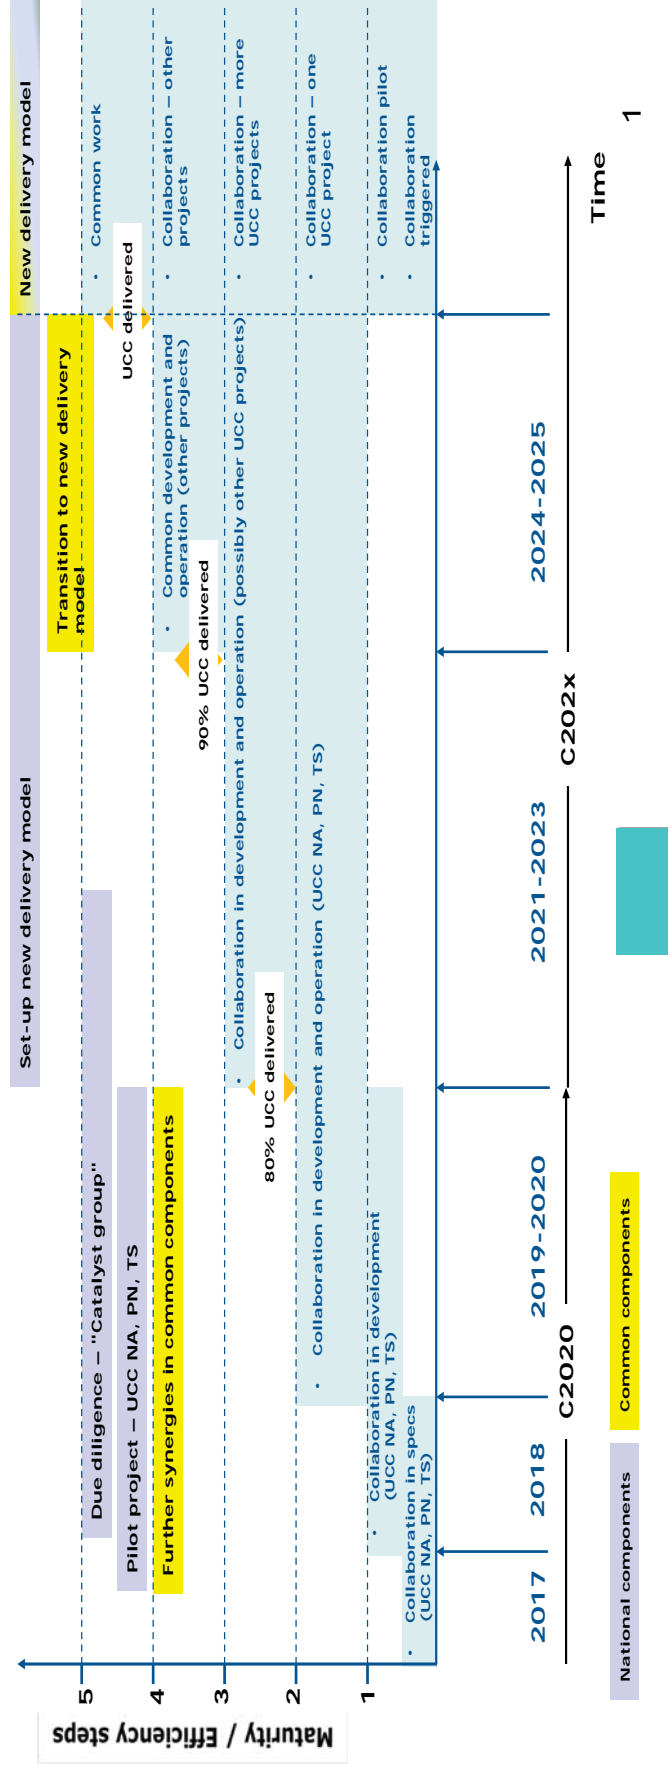 Set-up new delivery model
New delivery model
Transition to new delivery
model
Due diligence – "Catalyst group"
Pilot project – UCC NA, PN, TS
Further synergies in common components
Maturity / Efficiency steps
5
4
3
2
1
• Common work
UCC delivered
• Common development and
operation (other projects)
• Collaboration – other
projects
90% UCC delivered
• Collaboration in development and operation (possibly other UCC projects)
• Collaboration – more
UCC projects
80% UCC delivered
• Collaboration in development and operation (UCC NA, PN, TS)
• Collaboration – one
UCC project
• Collaboration in development
(UCC NA, PN, TS)
• Collaboration pilot
• Collaboration in specs
(UCC NA, PN, TS)
• Collaboration
triggered
2017
2018
2019-2020
2021-2023
2024-2025
C2020
C202x
Time
National components
Common components
1